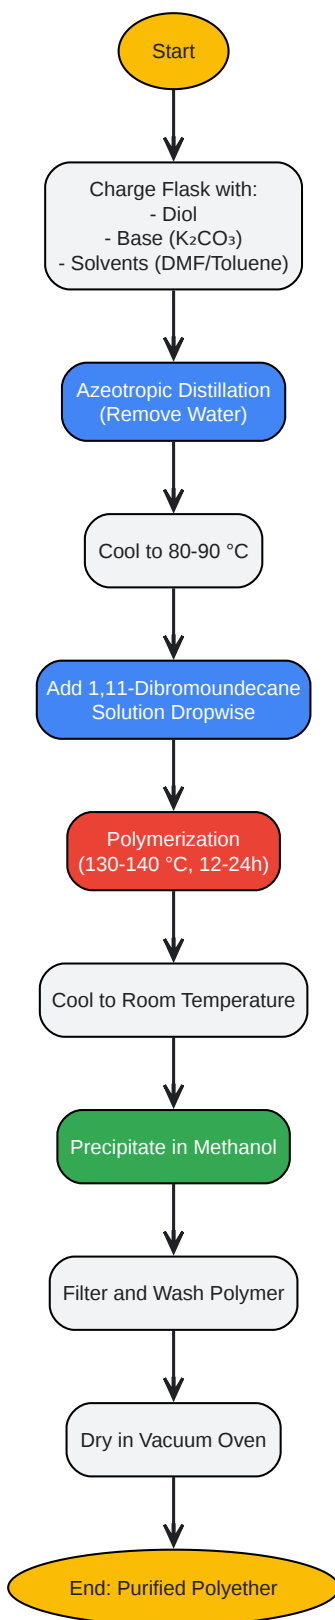 Start
Charge Flask with:
- Diol
- Base (K₂CO₃)
- Solvents (DMF/Toluene)
Azeotropic Distillation
(Remove Water)
Cool to 80-90 °C
Add 1,11-Dibromoundecane
Solution Dropwise
Polymerization
(130-140 °C, 12-24h)
Cool to Room Temperature
Precipitate in Methanol
Filter and Wash Polymer
Dry in Vacuum Oven
End: Purified Polyether